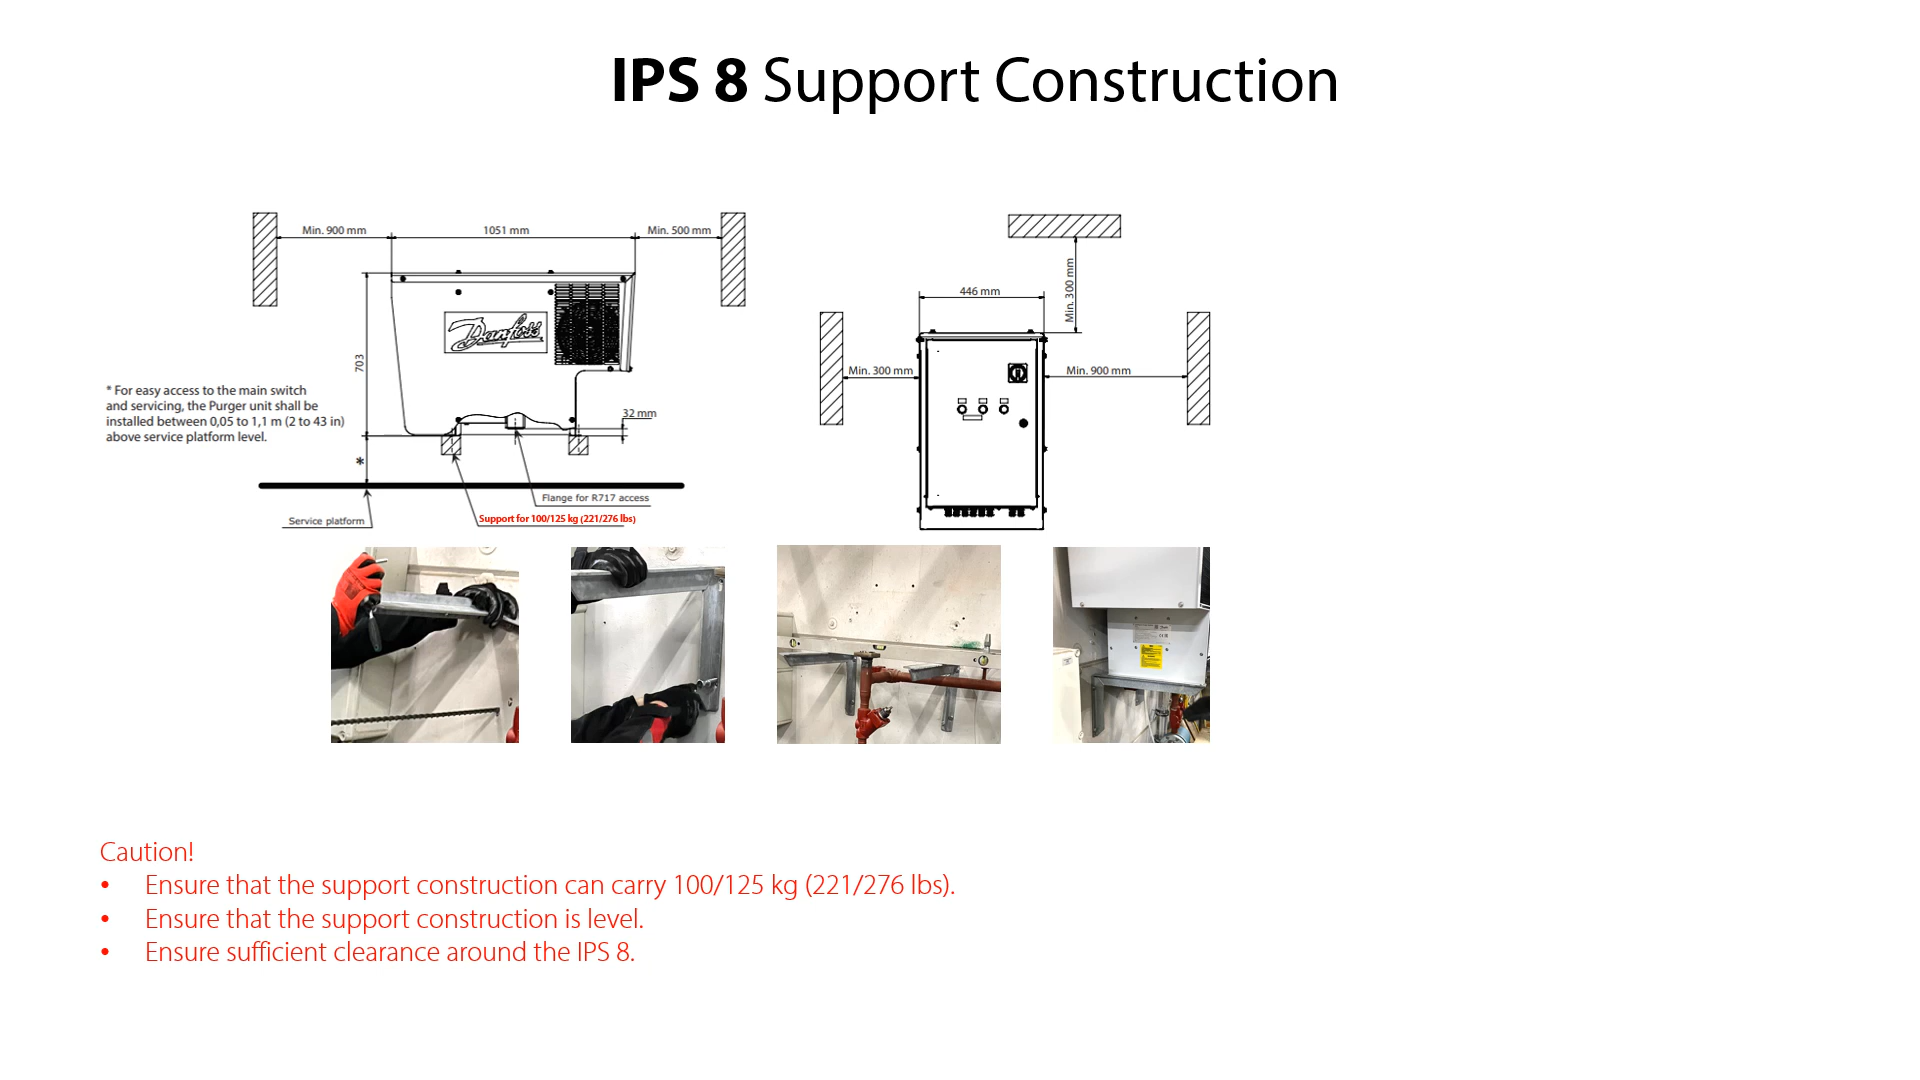 IPS 8 Support Construction
Min. 900 mm
1051 mm
Min. 500 mm
703
Danfoss
* For easy access to the main switch
and servicing, the Purger unit shall be
installed between 0,05 to 1,1 m (2 to 43 in)
above service platform level.
32 mm
*
Flange for R717 access
Support for 100/125 kg (221/276 lbs)
Service platform
446 mm
Min. 300 mm
Min. 300 mm
Min. 900 mm
Caution!
• Ensure that the support construction can carry 100/125 kg (221/276 lbs).
• Ensure that the support construction is level.
• Ensure sufficient clearance around the IPS 8.